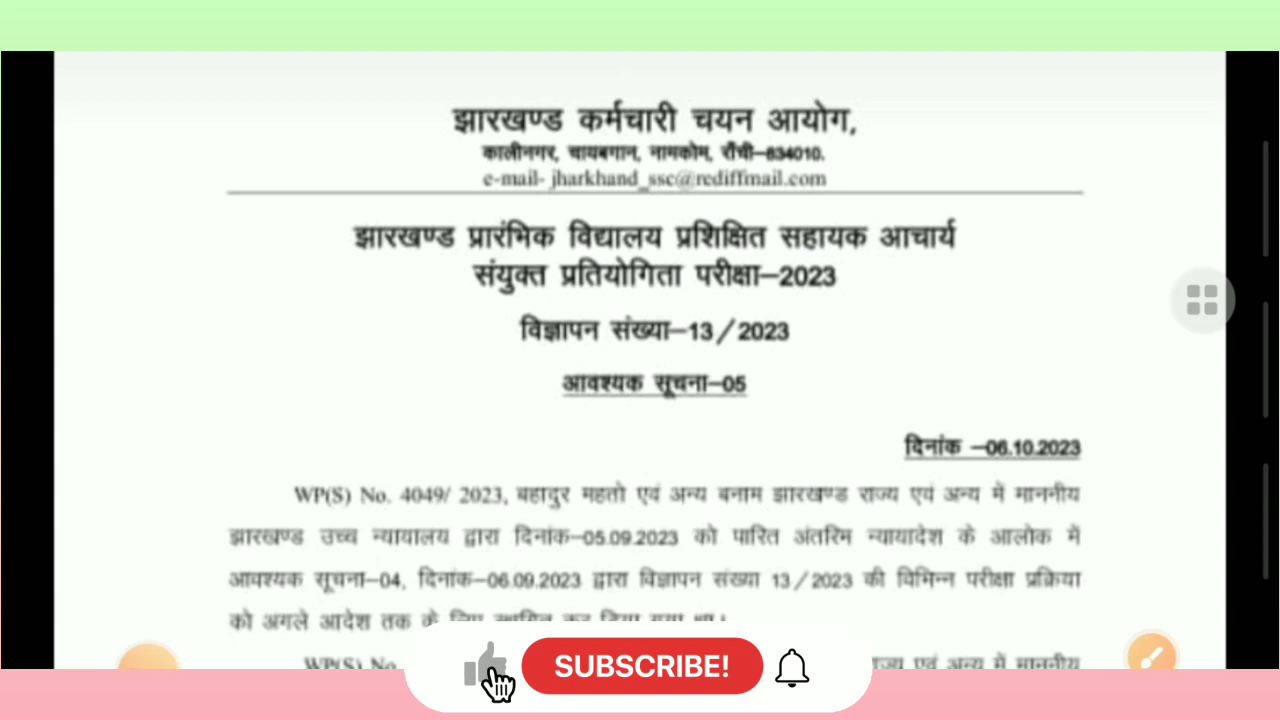 झारखण्ड कर्मचारी चयन आयोग,
कालीनगर, चायबगान, नामकोम, राँची–834010.
e-mail- jharkhand_ssc@rediffmail.com
झारखण्ड प्रारंभिक विद्यालय प्रशिक्षित सहायक आचार्य
संयुक्त प्रतियोगिता परीक्षा–2023
विज्ञापन संख्या–13/2023
आवश्यक सूचना–05
दिनांक –06.10.2023
WP(S) No. 4049/ 2023, बहादुर महतो एवं अन्य बनाम झारखण्ड राज्य एवं अन्य में माननीय
झारखण्ड उच्च न्यायालय द्वारा दिनांक–05.09.2023 को पारित अंतरिम न्यायादेश के आलोक में
आवश्यक सूचना–04, दिनांक–06.09.2023 द्वारा विज्ञापन संख्या 13/2023 की विभिन्न परीक्षा प्रक्रिया
को अगले आदेश तक के लिए स्थगित कर दिया गया था।
WP(S) No राज्य एवं अन्य में माननीय
SUBSCRIBE!